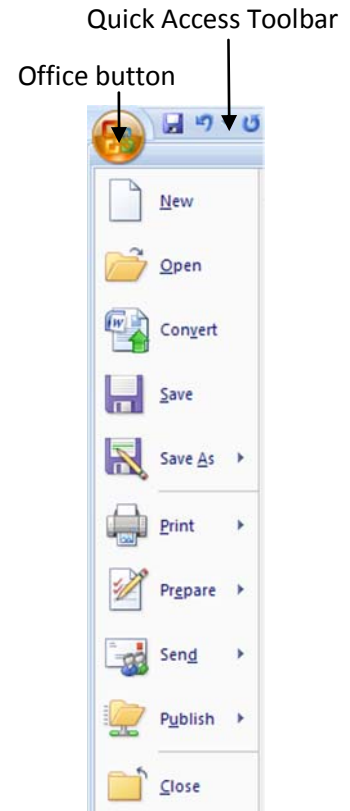 Quick Access Toolbar
Office button
New
Open
Convert
Save
Save As
Print
Prepare
Send
Publish
Close